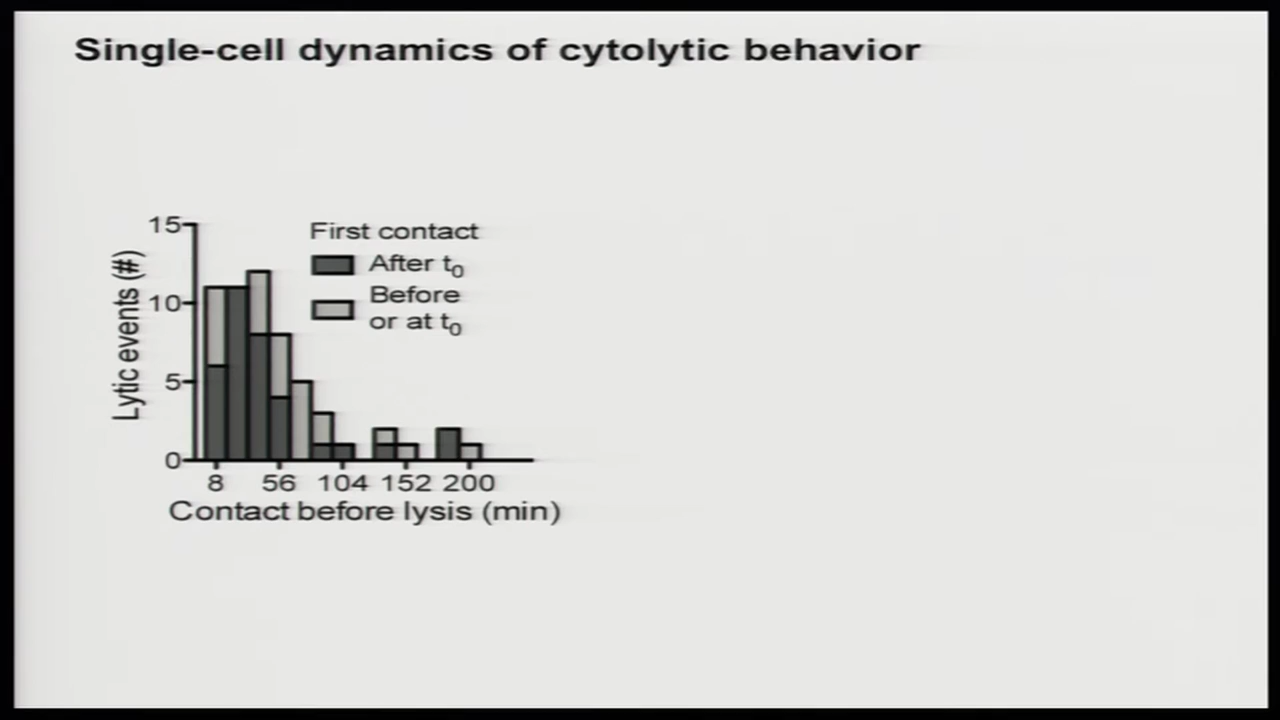 Single-cell dynamics of cytolytic behavior
15
10
5
0
Lytic events (#)
First contact
After t0
Before
or at t0
8 56 104 152 200
Contact before lysis (min)